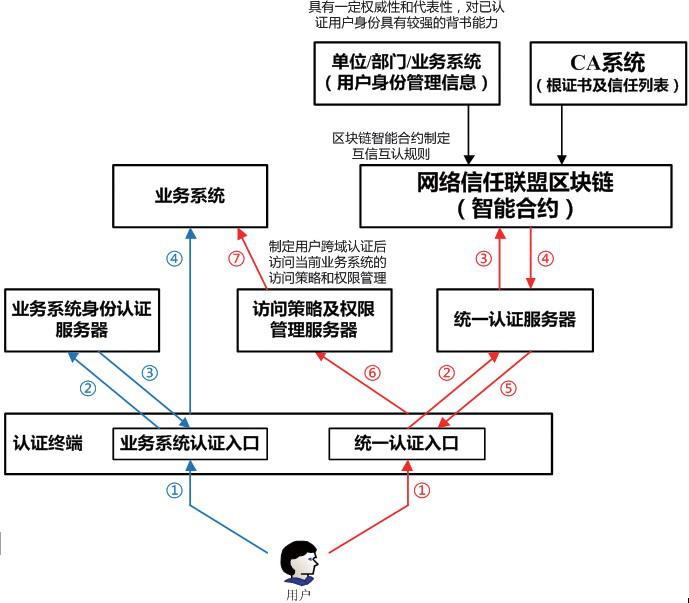 具有一定权威性和代表性，对已认
证用户身份具有较强的背书能力
单位/部门/业务系统
（用户身份管理信息）
CA系统
（根证书及信任列表）
区块链智能合约制定
互信互认规则
业务系统
网络信任联盟区块链
（智能合约）
④
⑦
制定用户跨域认证后
访问当前业务系统的
访问策略和权限管理
③
④
业务系统身份认证
服务器
访问策略及权限
管理服务器
统一认证服务器
②
③
⑥
②
⑤
认证终端
业务系统认证入口
统一认证入口
①
①
用户